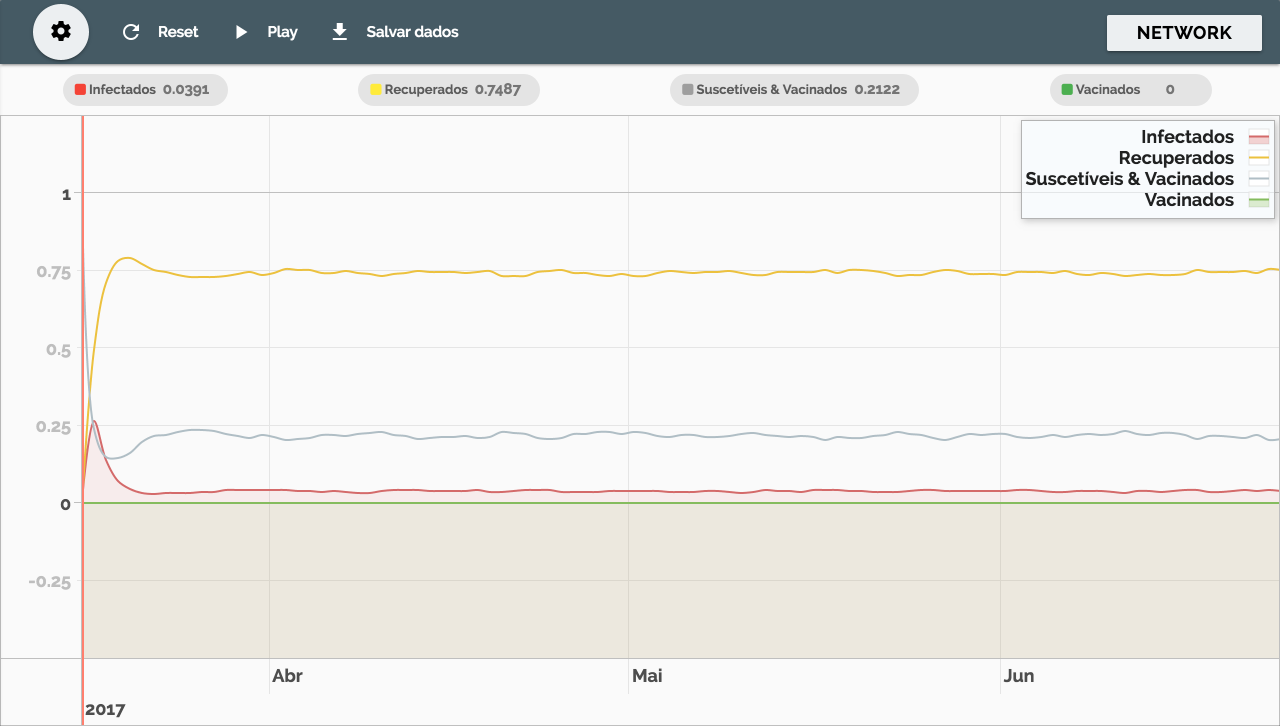 Reset Play Salvar dados NETWORK
Infectados 0.0391 Recuperados 0.7487 Suscetíveis & Vacinados 0.2122 Vacinados 0
Infectados
Recuperados
Suscetíveis & Vacinados
Vacinados
1
0.75
0.5
0.25
0
-0.25
Abr Mai Jun
2017